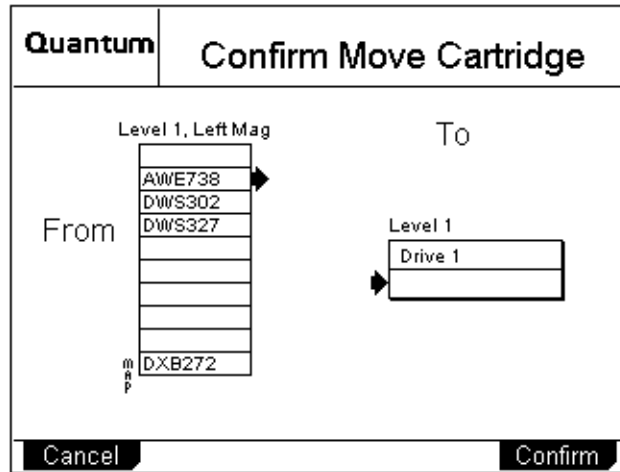 Quantum
Confirm Move Cartridge
Level 1, Left Mag
To
AWE738
DWS302
DWS327
From
Level 1
Drive 1
DXB272
MAP
Cancel
Confirm